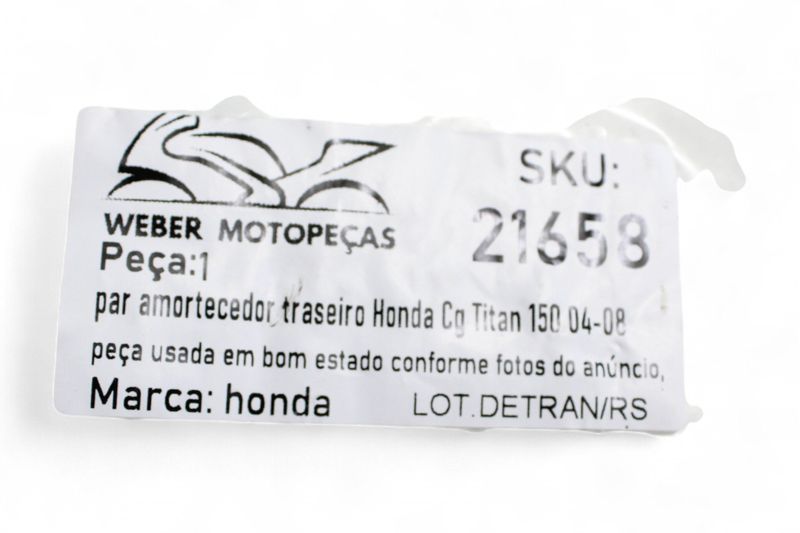 WEBER MOTOPEÇAS
SKU:
21658
Peça:1
par amortecedor traseiro Honda Cg Titan 150 04-08
peça usada em bom estado conforme fotos do anúncio,
Marca: honda
LOT.DETRAN/RS